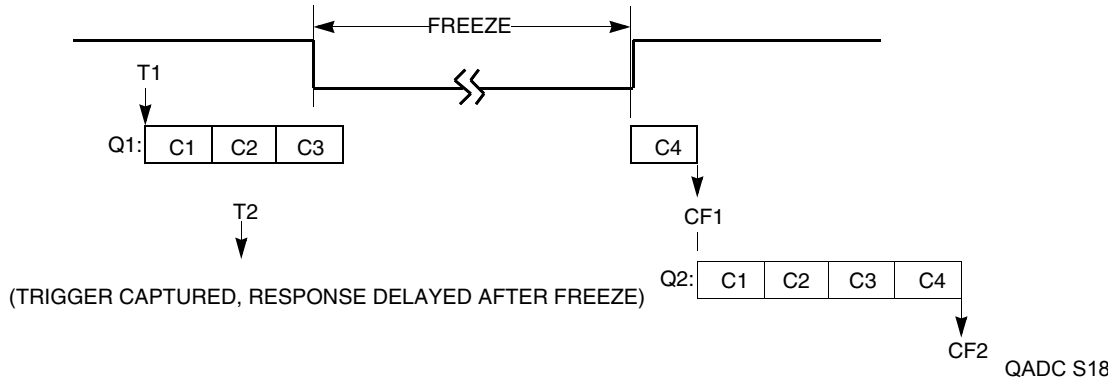 FREEZE
T1
Q1: C1 C2 C3
C4
T2
CF1
Q2: C1 C2 C3 C4
(TRIGGER CAPTURED, RESPONSE DELAYED AFTER FREEZE)
CF2
QADC S18